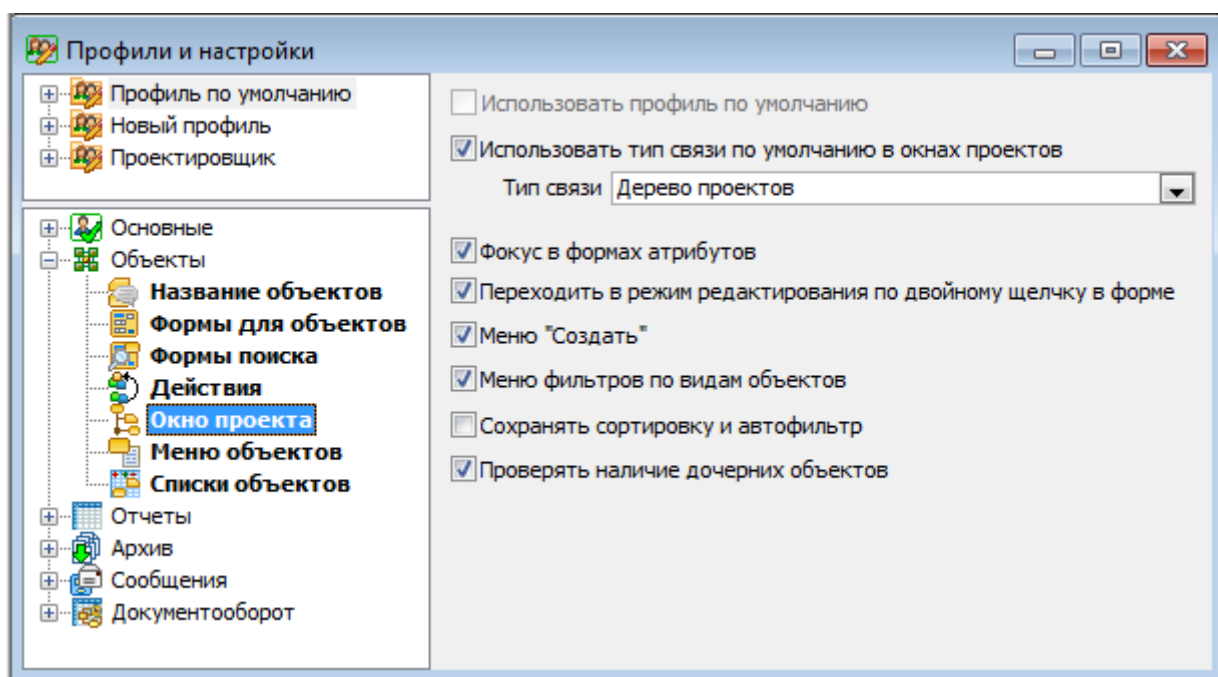 Профили и настройки
Профиль по умолчанию
Новый профиль
Проектировщик
Основные
Объекты
Название объектов
Формы для объектов
Формы поиска
Действия
Окно проекта
Меню объектов
Списки объектов
Отчеты
Архив
Сообщения
Документооборот
Использовать профиль по умолчанию
Использовать тип связи по умолчанию в окнах проектов
Тип связи Дерево проектов
Фокус в формах атрибутов
Переходить в режим редактирования по двойному щелчку в форме
Меню "Создать"
Меню фильтров по видам объектов
Сохранять сортировку и автофильтр
Проверять наличие дочерних объектов